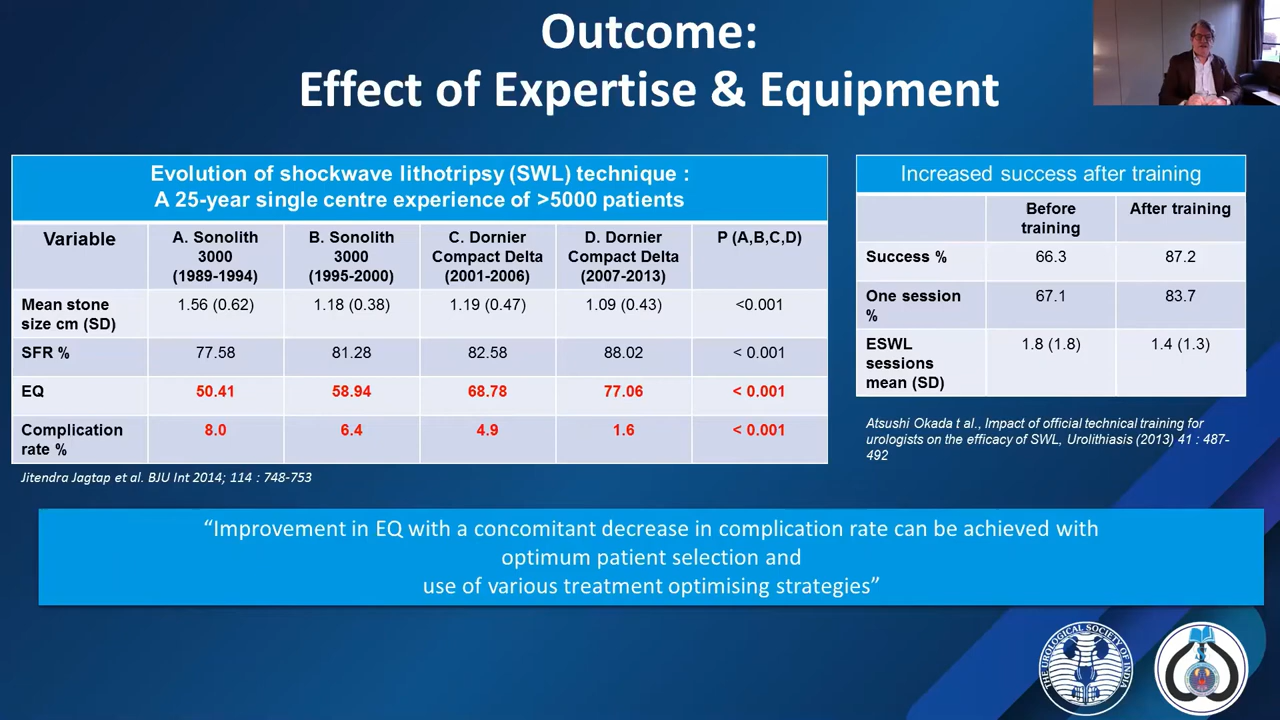 Outcome:
Effect of Expertise & Equipment
Evolution of shockwave lithotripsy (SWL) technique :
A 25-year single centre experience of >5000 patients
Variable
A. Sonolith 3000 (1989-1994)
B. Sonolith 3000 (1995-2000)
C. Dornier Compact Delta (2001-2006)
D. Dornier Compact Delta (2007-2013)
P (A,B,C,D)
Mean stone size cm (SD) 1.56 (0.62) 1.18 (0.38) 1.19 (0.47) 1.09 (0.43) <0.001
SFR % 77.58 81.28 82.58 88.02 < 0.001
EQ 50.41 58.94 68.78 77.06 < 0.001
Complication rate % 8.0 6.4 4.9 1.6 < 0.001
Jitendra Jagtap et al. BJU Int 2014; 114 : 748-753
Increased success after training
Before training After training
Success % 66.3 87.2
One session % 67.1 83.7
ESWL sessions mean (SD) 1.8 (1.8) 1.4 (1.3)
Atsushi Okada t al., Impact of official technical training for
urologists on the efficacy of SWL, Urolithiasis (2013) 41 : 487-
492
“Improvement in EQ with a concomitant decrease in complication rate can be achieved with
optimum patient selection and
use of various treatment optimising strategies”
THE UROLOGICAL SOCIETY OF INDIA